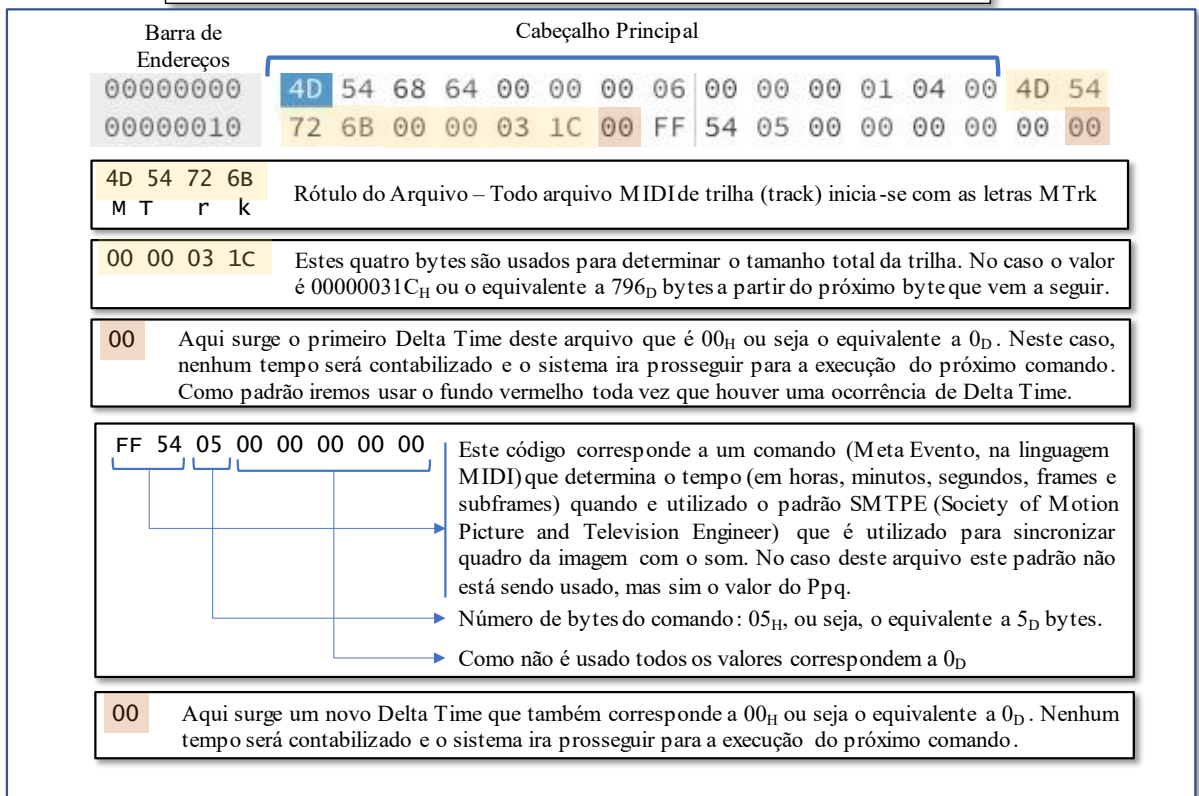 Barra de
Endereços
Cabeçalho Principal
00000000 4D 54 68 64 00 00 00 06 00 00 00 01 04 00 4D 54
00000010 72 6B 00 00 03 1C 00 FF 54 05 00 00 00 00 00 00
4D 54 72 6B
M T r k
Rótulo do Arquivo – Todo arquivo MIDI de trilha (track) inicia-se com as letras MTrk
00 00 03 1C
Estes quatro bytes são usados para determinar o tamanho total da trilha. No caso o valor
é 00000031CH ou o equivalente a 796D bytes a partir do próximo byte que vem a seguir.
00
Aqui surge o primeiro Delta Time deste arquivo que é 00H ou seja o equivalente a 0D. Neste caso,
nenhum tempo será contabilizado e o sistema ira prosseguir para a execução do próximo comando.
Como padrão iremos usar o fundo vermelho toda vez que houver uma ocorrência de Delta Time.
FF 54 05 00 00 00 00 00
Este código corresponde a um comando (Meta Evento, na linguagem
MIDI) que determina o tempo (em horas, minutos, segundos, frames e
subframes) quando e utilizado o padrão SMTPE (Society of Motion
Picture and Television Engineer) que é utilizado para sincronizar
quadro da imagem com o som. No caso deste arquivo este padrão não
está sendo usado, mas sim o valor do Ppq.
Número de bytes do comando: 05H, ou seja, o equivalente a 5D bytes.
Como não é usado todos os valores correspondem a 0D
00
Aqui surge um novo Delta Time que também corresponde a 00H ou seja o equivalente a 0D. Nenhum
tempo será contabilizado e o sistema ira prosseguir para a execução do próximo comando.